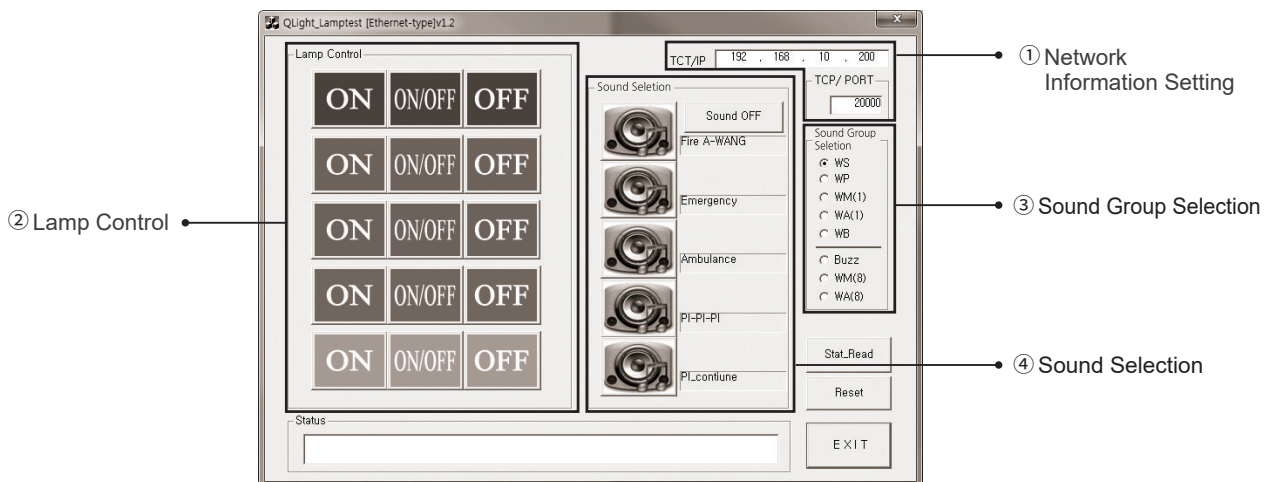 QLight_Lamptest [Ethernet-type]v1.2
x
Lamp Control
ON ON/OFF OFF
ON ON/OFF OFF
ON ON/OFF OFF
ON ON/OFF OFF
ON ON/OFF OFF
TCT/IP 192 . 168 . 10 . 200
TCP/ PORT
20000
Sound Seletion
Sound OFF
Fire A-WANG
Emergency
Ambulance
PI-PI-PI
PI_contiune
Sound Group
Seletion
WS
WP
WM(1)
WA(1)
WB
Buzz
WM(8)
WA(8)
Stat_Read
Reset
EXIT
Status
① Network
Information Setting
② Lamp Control
③ Sound Group Selection
④ Sound Selection